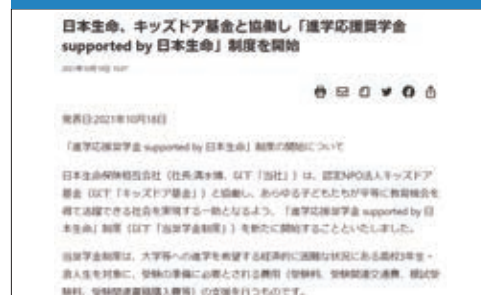 日本生命、キッズドア基金と協働し「進学応援奨学金
supported by 日本生命」制度を開始
発表日:2021年10月18日
「進学応援奨学金 supported by 日本生命」制度の開始について
日本生命保険相互会社（社長:清水博、以下「当社」）は、認定NPO法人キッズドア
基金（以下「キッズドア基金」）と協働し、あらゆる子どもたちが平等に教育機会を
得て活躍できる社会を実現する一助となるよう、「進学応援奨学金 supported by 日
本生命」制度（以下「当奨学金制度」）を新たに開始することといたしました。
当奨学金制度は、大学等への進学を希望する経済的に困難な状況にある高校3年生・
浪人生を対象に、受験の準備に必要とされる費用（受験料、受験関連交通費、模試受
験料、受験関連書籍購入費等）の支援を行うものです。